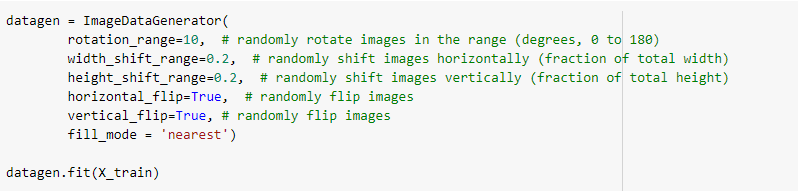 datagen = ImageDataGenerator(
        rotation_range=10,  # randomly rotate images in the range (degrees, 0 to 180)
        width_shift_range=0.2,  # randomly shift images horizontally (fraction of total width)
        height_shift_range=0.2,  # randomly shift images vertically (fraction of total height)
        horizontal_flip=True,  # randomly flip images
        vertical_flip=True, # randomly flip images
        fill_mode = 'nearest')
datagen.fit(X_train)